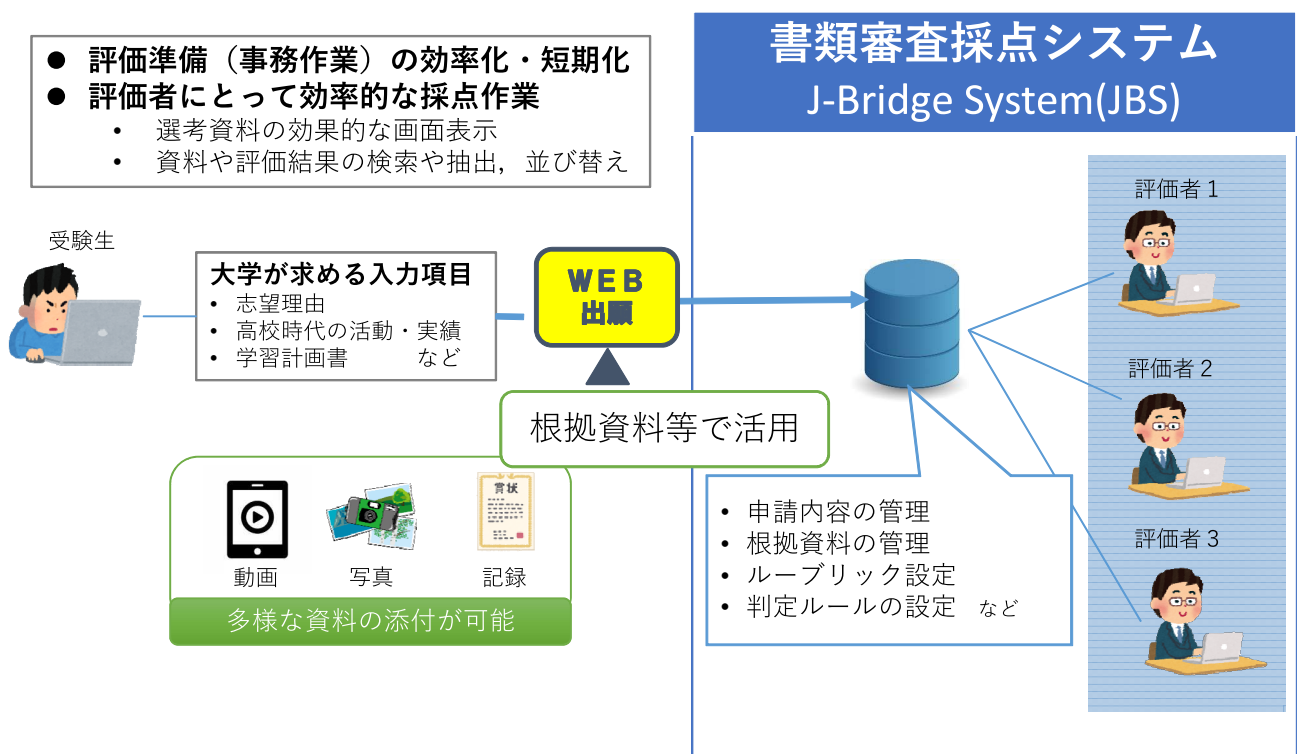 ● 評価準備（事務作業）の効率化・短期化
● 評価者にとって効率的な採点作業
• 選考資料の効果的な画面表示
• 資料や評価結果の検索や抽出，並び替え
書類審査採点システム
J-Bridge System(JBS)
受験生
大学が求める入力項目
• 志望理由
• 高校時代の活動・実績
• 学習計画書　　　など
ＷＥＢ
出願
根拠資料等で活用
賞状
動画
写真
記録
多様な資料の添付が可能
• 申請内容の管理
• 根拠資料の管理
• ルーブリック設定
• 判定ルールの設定　など
評価者１
評価者２
評価者３